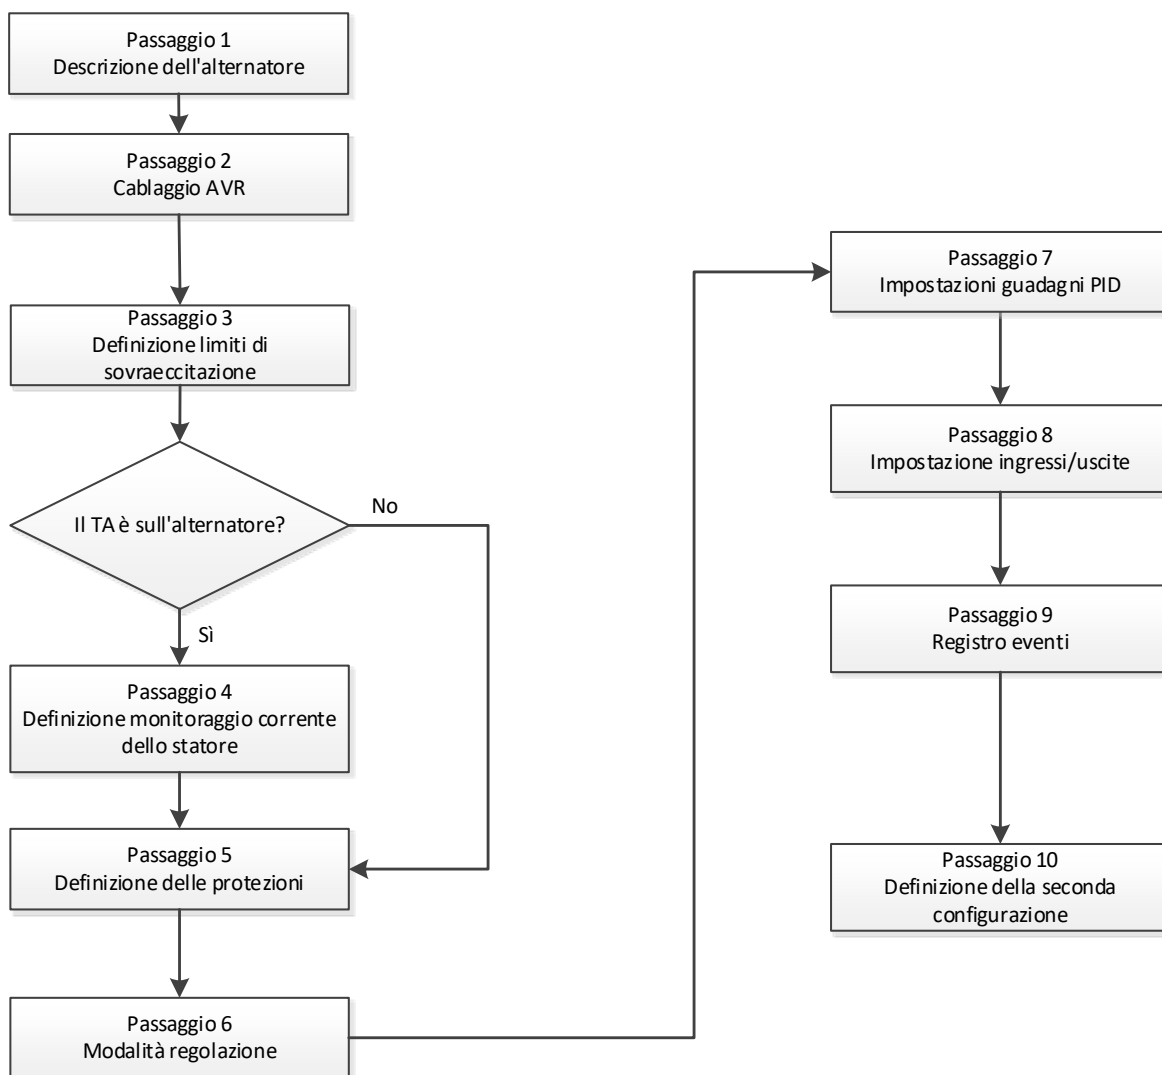 Passaggio 1
Descrizione dell'alternatore
Passaggio 2
Cablaggio AVR
Passaggio 3
Definizione limiti di
sovraeccitazione
Il TA è sull'alternatore?
No
Sì
Passaggio 4
Definizione monitoraggio corrente
dello statore
Passaggio 5
Definizione delle protezioni
Passaggio 6
Modalità regolazione
Passaggio 7
Impostazioni guadagni PID
Passaggio 8
Impostazione ingressi/uscite
Passaggio 9
Registro eventi
Passaggio 10
Definizione della seconda
configurazione